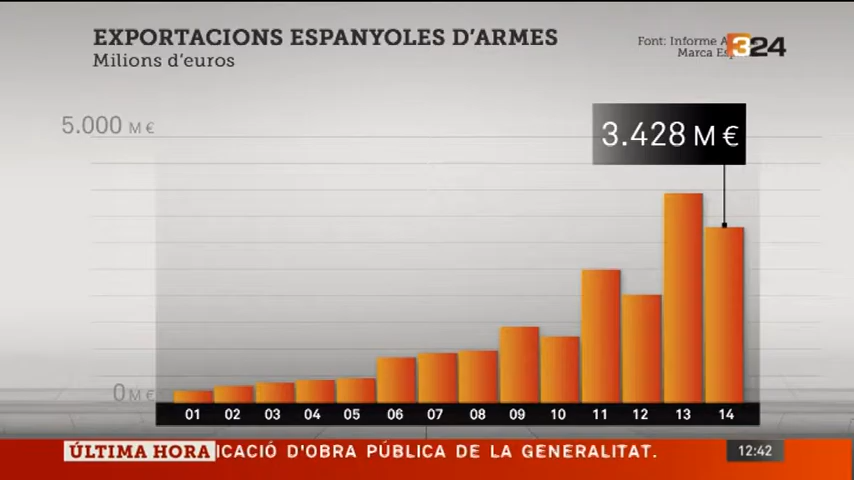 EXPORTACIONS ESPANYOLES D'ARMES
Milions d'euros
Font: Informe
Marca
324
5.000 M €
3.428 M €
0 M €
01 02 03 04 05 06 07 08 09 10 11 12 13 14
ÚLTIMA HORA ICACIÓ D'OBRA PÚBLICA DE LA GENERALITAT.
12:42